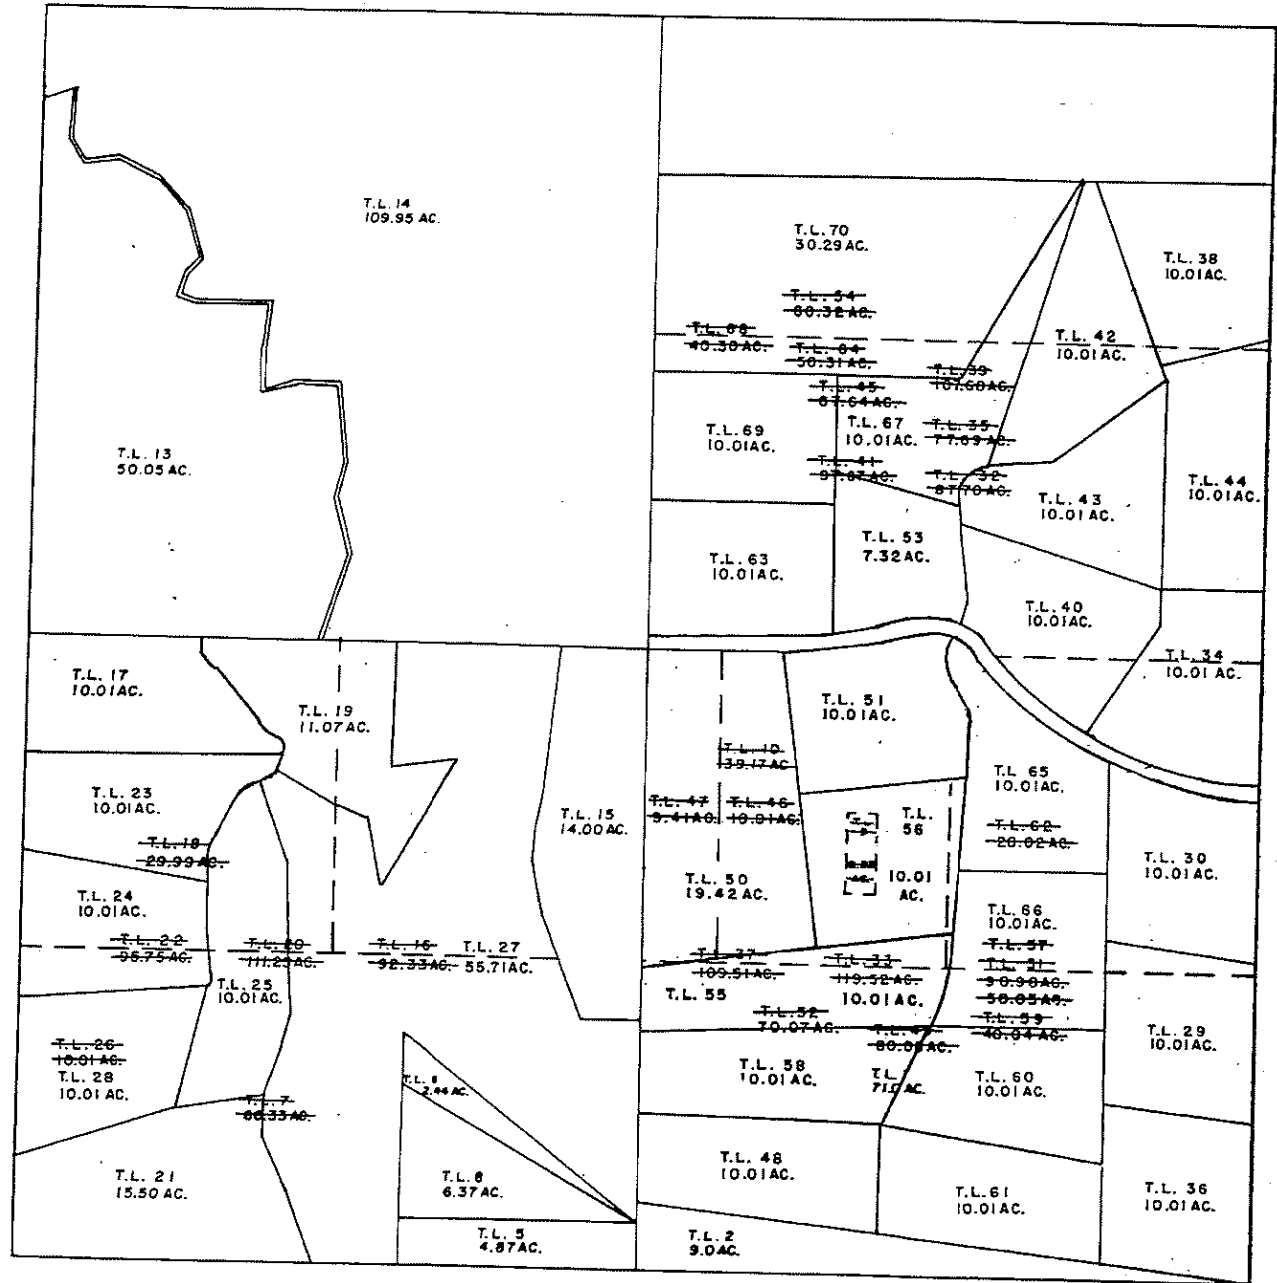 T.L. 14
109.95 AC.
T.L. 70
30.29 AC.
T.L. 38
10.01 AC.
T.L. 54
60.32 AC.
T.L. 68
40.30 AC.
T.L. 64
50.31 AC.
T.L. 42
10.01 AC.
T.L. 39
107.68 AC.
T.L. 45
87.64 AC.
T.L. 69
10.01 AC.
T.L. 67
10.01 AC.
T.L. 35
77.69 AC.
T.L. 13
50.05 AC.
T.L. 41
97.67 AC.
T.L. 32
87.70 AC.
T.L. 43
10.01 AC.
T.L. 44
10.01 AC.
T.L. 63
10.01 AC.
T.L. 53
7.32 AC.
T.L. 40
10.01 AC.
T.L. 34
10.01 AC.
T.L. 17
10.01 AC.
T.L. 19
11.07 AC.
T.L. 51
10.01 AC.
T.L. 10
39.17 AC
T.L. 65
10.01 AC.
T.L. 23
10.01 AC.
T.L. 47
9.41 AC.
T.L. 46
10.01 AC.
T.L. 15
14.00 AC.
T.L.
56
10.01
AC.
T.L. 62
20.02 AC.
T.L. 18
29.99 AC.
T.L. 30
10.01 AC.
T.L. 50
19.42 AC.
T.L. 24
10.01 AC.
T.L. 66
10.01 AC.
T.L. 22
96.75 AC.
T.L. 20
111.25 AC.
T.L. 16
92.33 AC.
T.L. 27
55.71 AC.
T.L. 37
109.51 AC.
T.L. 33
119.52 AC.
T.L. 57
T.L. 31
90.90 AC.
50.05 AC.
T.L. 25
10.01 AC.
T.L. 55
10.01 AC.
T.L. 52
70.07 AC.
T.L. 59
40.04 AC.
T.L. 29
10.01 AC.
T.L. 26
10.01 AC.
T.L. 28
10.01 AC.
T.L. 7
66.33 AC.
2.44 AC.
T.L. 58
10.01 AC.
T.L. 60
10.01 AC.
T.L. 21
15.50 AC.
T.L. 6
6.37 AC.
T.L. 48
10.01 AC.
T.L. 61
10.01 AC.
T.L. 36
10.01 AC.
T.L. 5
4.87 AC.
T.L. 2
9.0 AC.